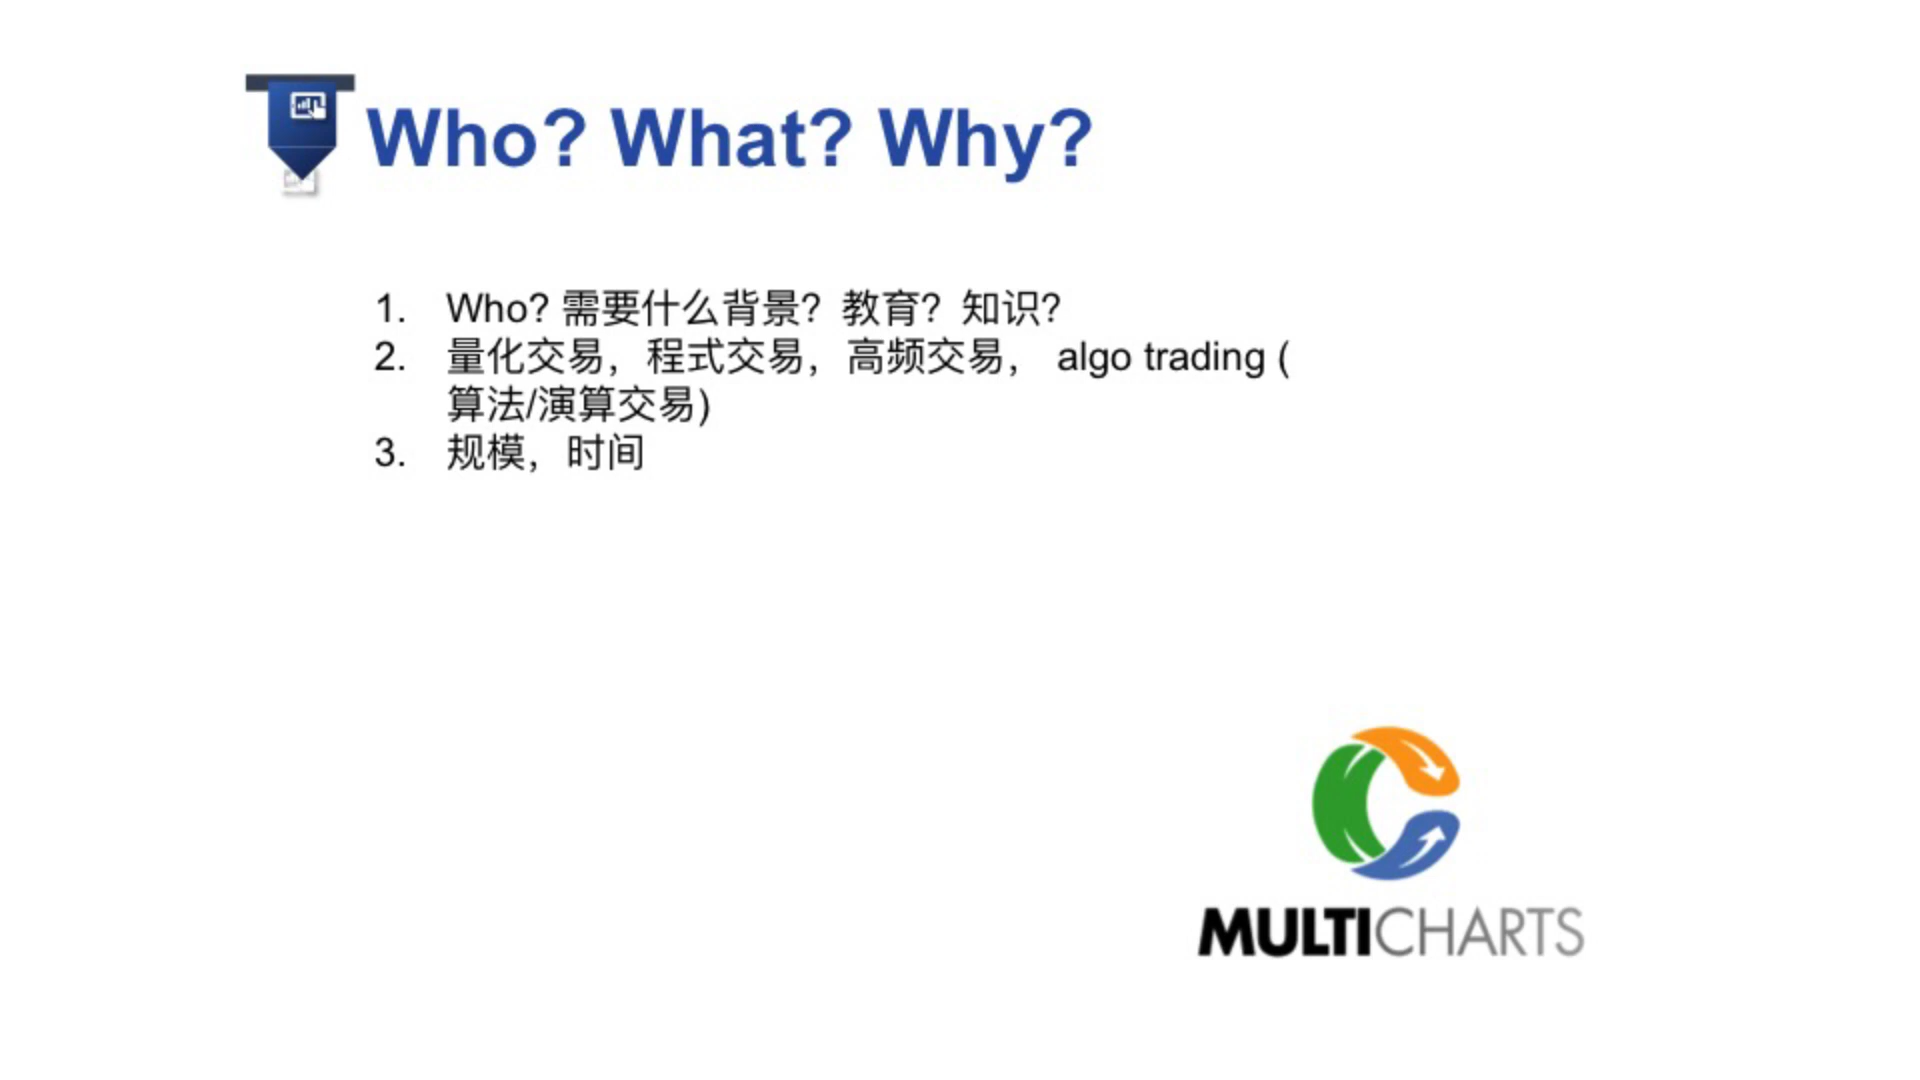 Who? What? Why?
1. Who? 需要什么背景？教育？知识?
2. 量化交易，程式交易，高频交易， algo trading (
算法/演算交易)
3. 规模，时间
MULTICHARTS